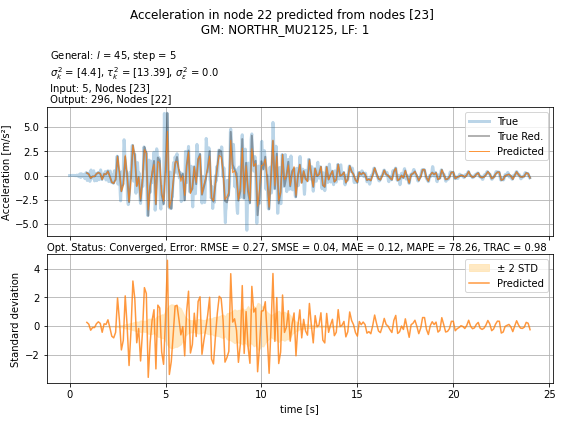 Acceleration in node 22 predicted from nodes [23]
GM: NORTHR_MU2125, LF: 1
General: l = 45, step = 5
σ²ₖ = [4.4], τ²ₖ = [13.39], σ²ε = 0.0
Input: 5, Nodes [23]
Output: 296, Nodes [22]
True
True Red.
Predicted
5.0
2.5
0.0
−2.5
−5.0
Acceleration [m/s²]
Opt. Status: Converged, Error: RMSE = 0.27, SMSE = 0.04, MAE = 0.12, MAPE = 78.26, TRAC = 0.98
± 2 STD
Predicted
4
2
0
−2
Standard deviation
0 5 10 15 20 25
time [s]